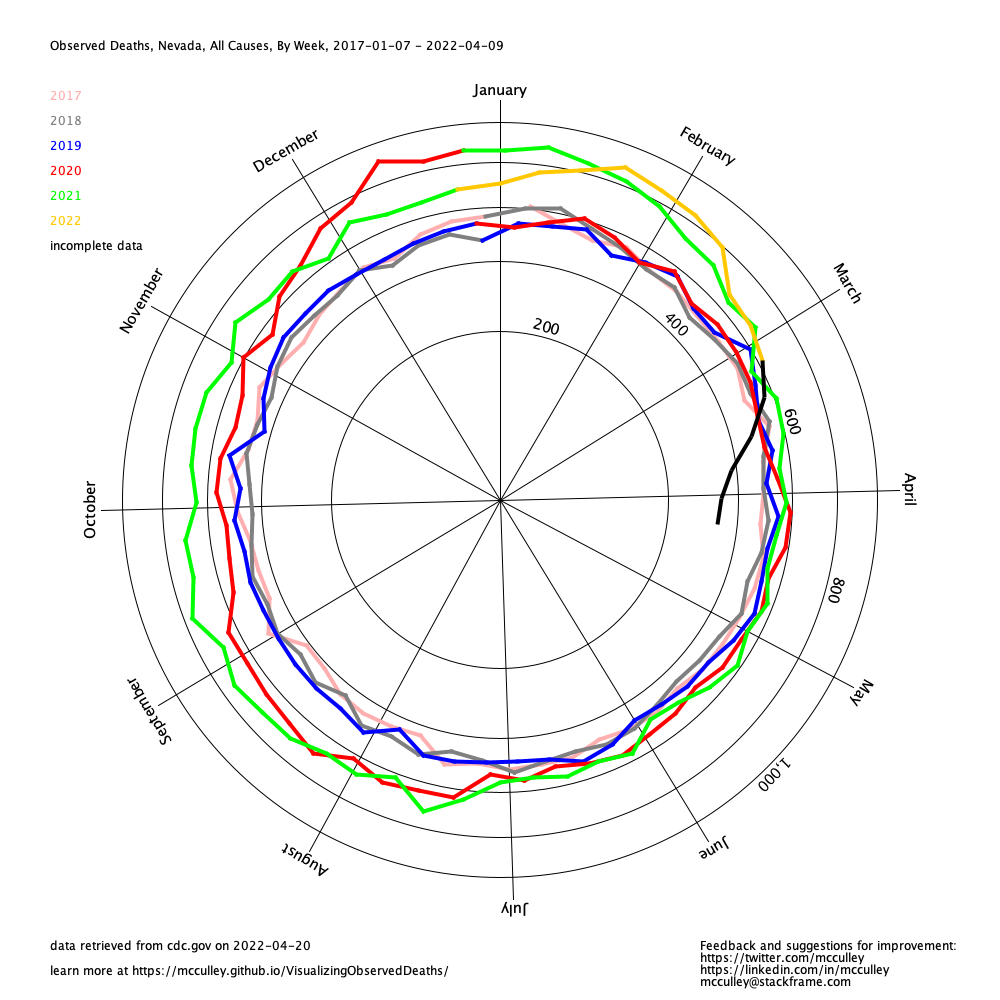 Observed Deaths, Nevada, All Causes, By Week, 2017-01-07 - 2022-04-09
January
2017
2018
2019
2020
2021
2022
incomplete data
December
February
November
March
200
400
600
October
April
800
September
May
1,000
August
June
July
data retrieved from cdc.gov on 2022-04-20
learn more at https://mcculley.github.io/VisualizingObservedDeaths/
Feedback and suggestions for improvement:
https://twitter.com/mcculley
https://linkedin.com/in/mcculley
mcculley@stackframe.com